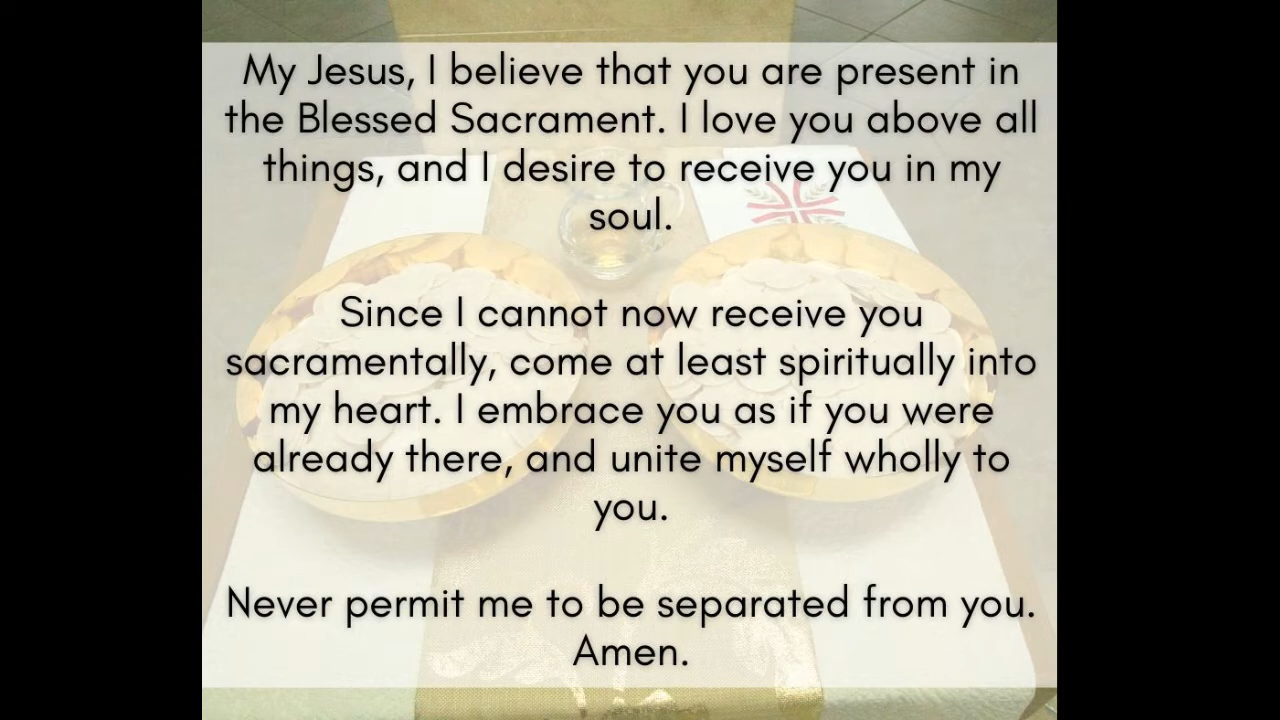 My Jesus, I believe that you are present in
the Blessed Sacrament. I love you above all
things, and I desire to receive you in my
soul.
Since I cannot now receive you
sacramentally, come at least spiritually into
my heart. I embrace you as if you were
already there, and unite myself wholly to
you.
Never permit me to be separated from you.
Amen.